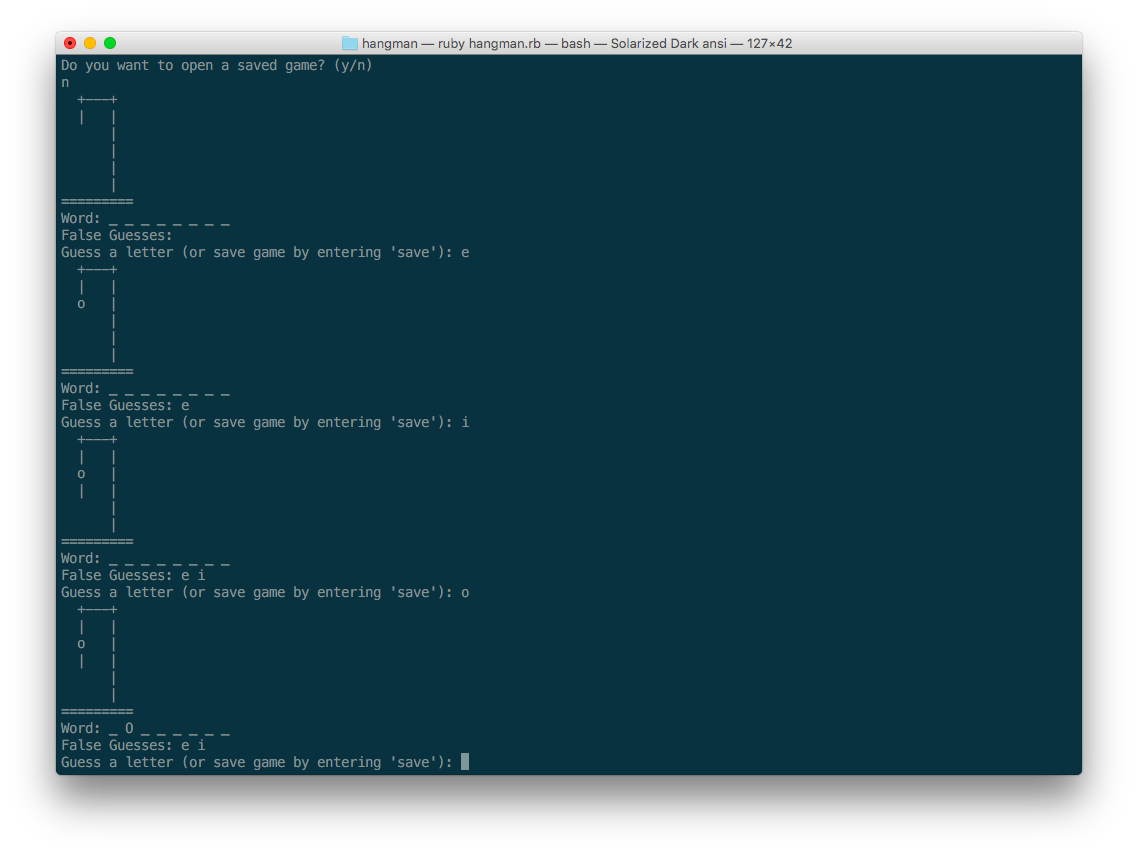 hangman — ruby hangman.rb — bash — Solarized Dark ansi — 127×42
Do you want to open a saved game? (y/n)
n
  +---+
  |   |
      |
      |
      |
      |
=========
Word: _ _ _ _ _ _ _ _
False Guesses:
Guess a letter (or save game by entering 'save'): e
  +---+
  |   |
  o   |
      |
      |
      |
=========
Word: _ _ _ _ _ _ _ _
False Guesses: e
Guess a letter (or save game by entering 'save'): i
  +---+
  |   |
  o   |
  |   |
      |
      |
=========
Word: _ _ _ _ _ _ _ _
False Guesses: e i
Guess a letter (or save game by entering 'save'): o
  +---+
  |   |
  o   |
  |   |
      |
      |
=========
Word: _ O _ _ _ _ _ _
False Guesses: e i
Guess a letter (or save game by entering 'save'):